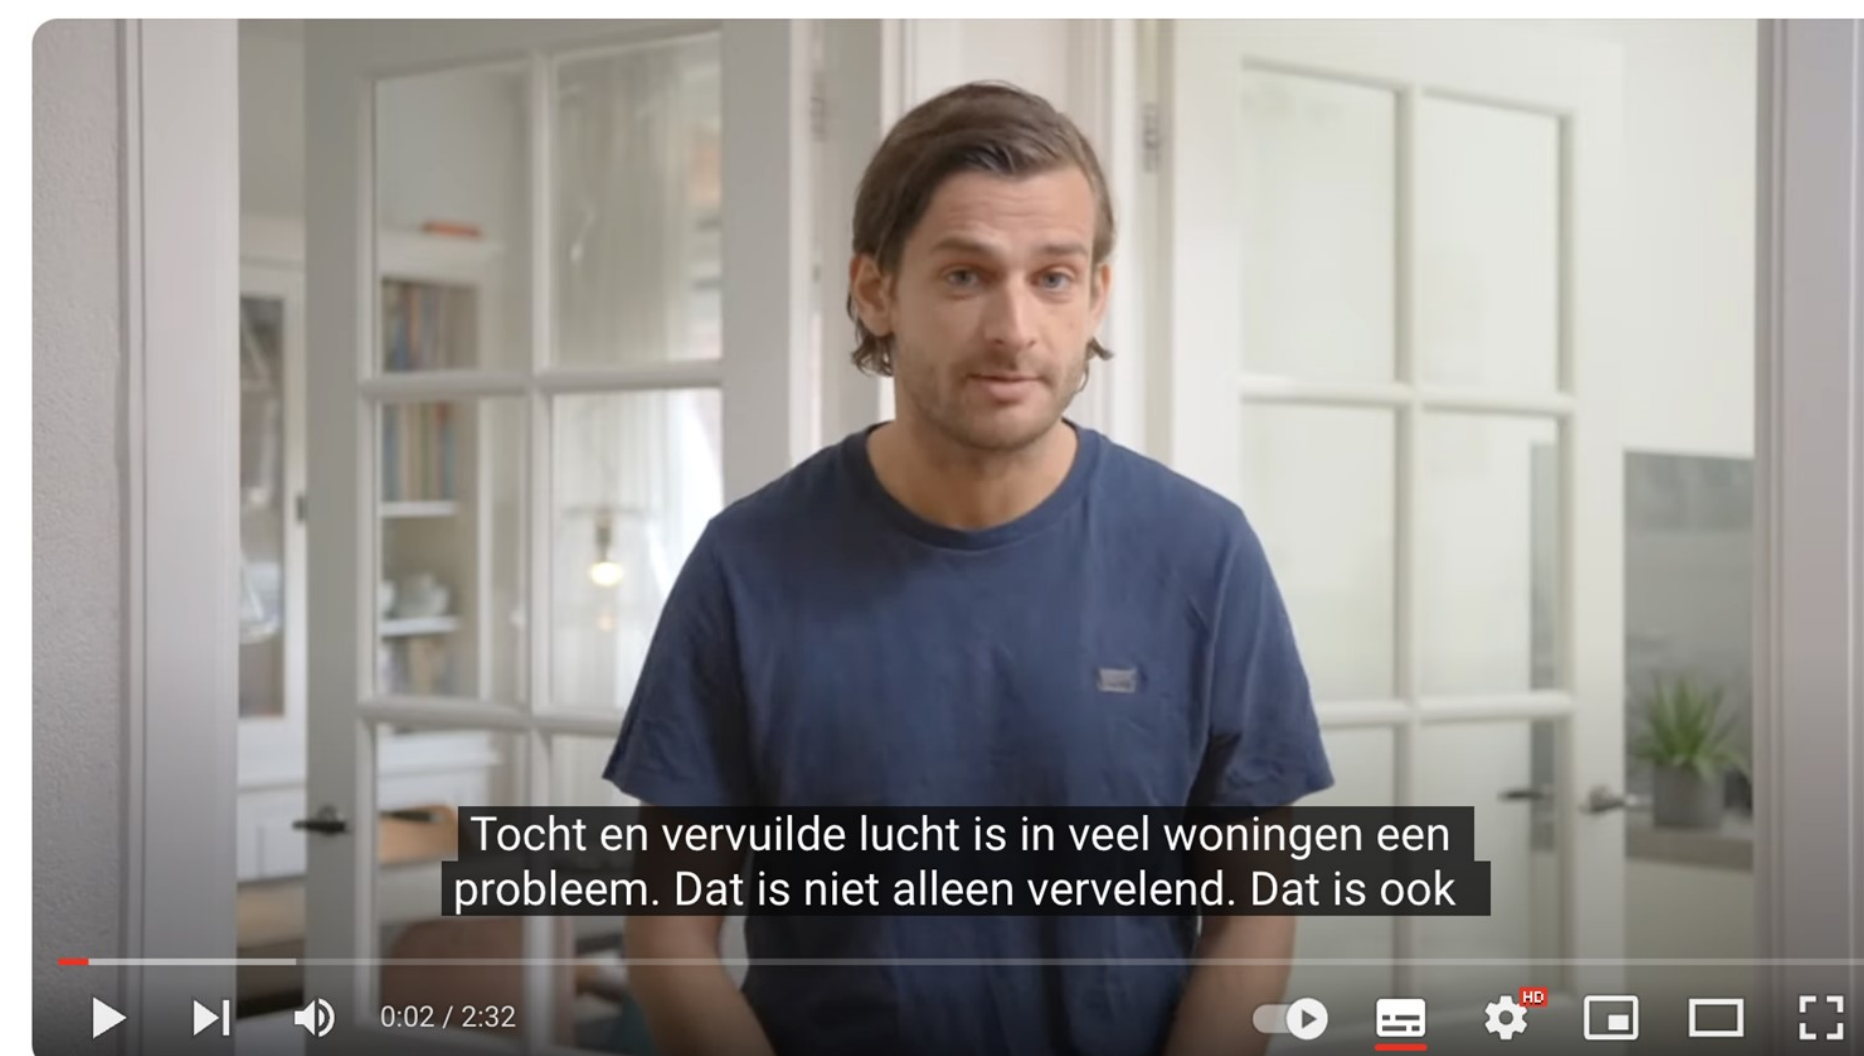 Tocht en vervuilde lucht is in veel woningen een
probleem. Dat is niet alleen vervelend. Dat is ook
0:02 / 2:32
HD